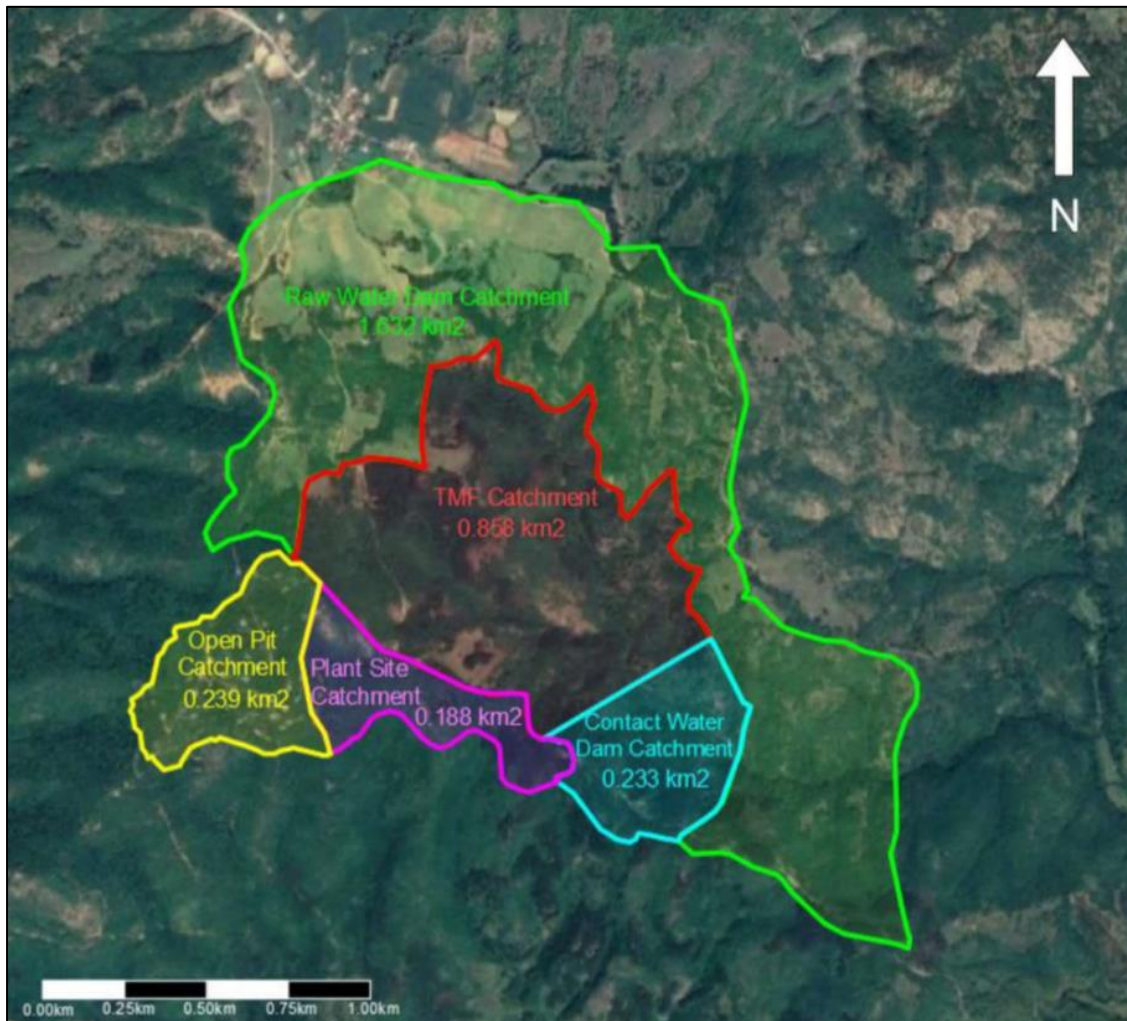 N
Raw Water Dam Catchment
1.632 km2
TMF Catchment
0.858 km2
Open Pit
Catchment
0.239 km2
Plant Site
Catchment
0.188 km2
Contact Water
Dam Catchment
0.233 km2
0.00km 0.25km 0.50km 0.75km 1.00km